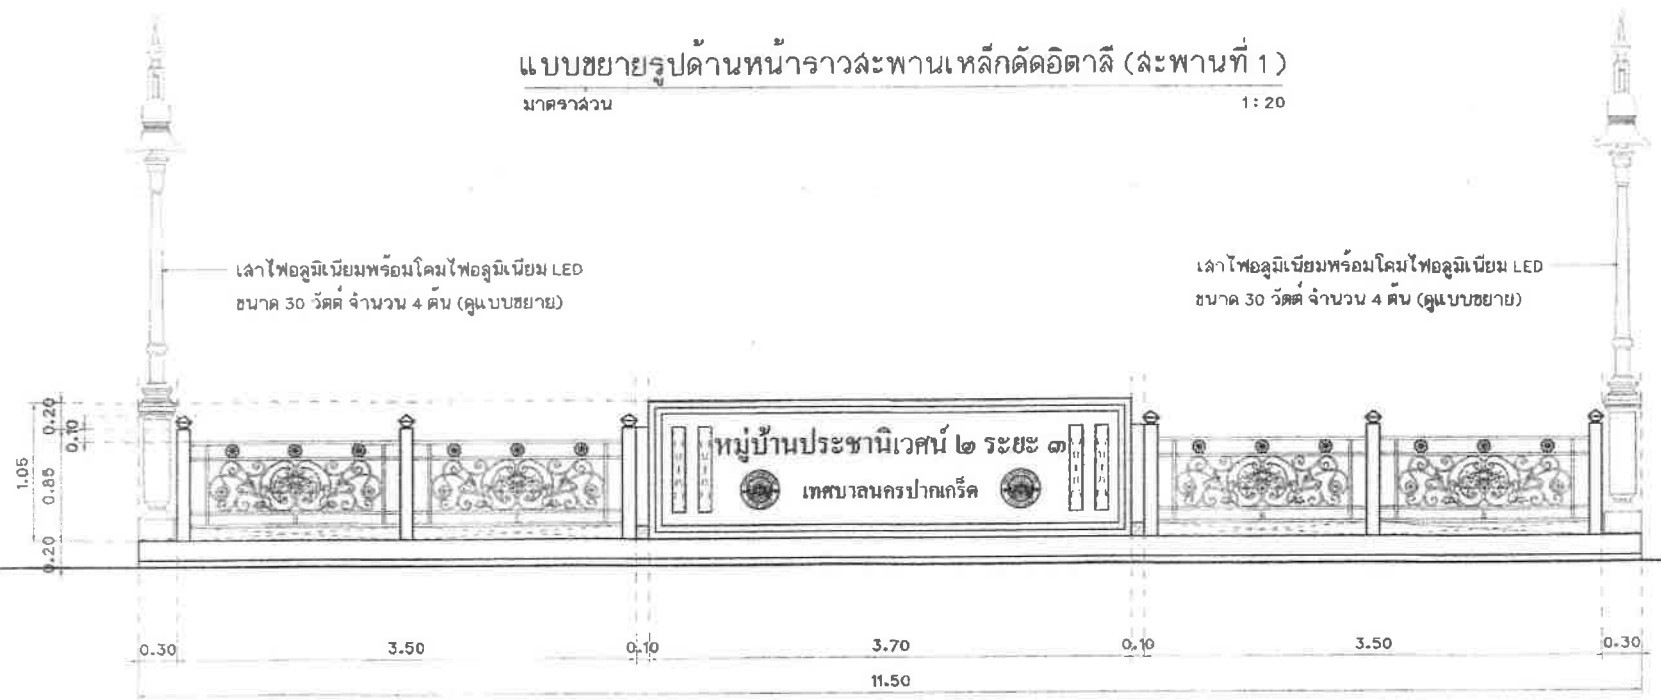 แบบขยายรูปด้านหน้าราวสะพานเหล็กดัดอิตาลี (สะพานที่ 1)
มาตราส่วน 1:20
เสาไฟอลูมิเนียมพร้อมโคมไฟอลูมิเนียม LED
ขนาด 30 วัตต์ จำนวน 4 ต้น (ดูแบบขยาย)
เสาไฟอลูมิเนียมพร้อมโคมไฟอลูมิเนียม LED
ขนาด 30 วัตต์ จำนวน 4 ต้น (ดูแบบขยาย)
หมู่บ้านประชานิเวศน์ ๒ ระยะ ๓
เทศบาลนครปากเกร็ด
1.05
0.20
0.10
0.85
0.20
0.30 3.50 0.10 3.70 0.10 3.50 0.30
11.50